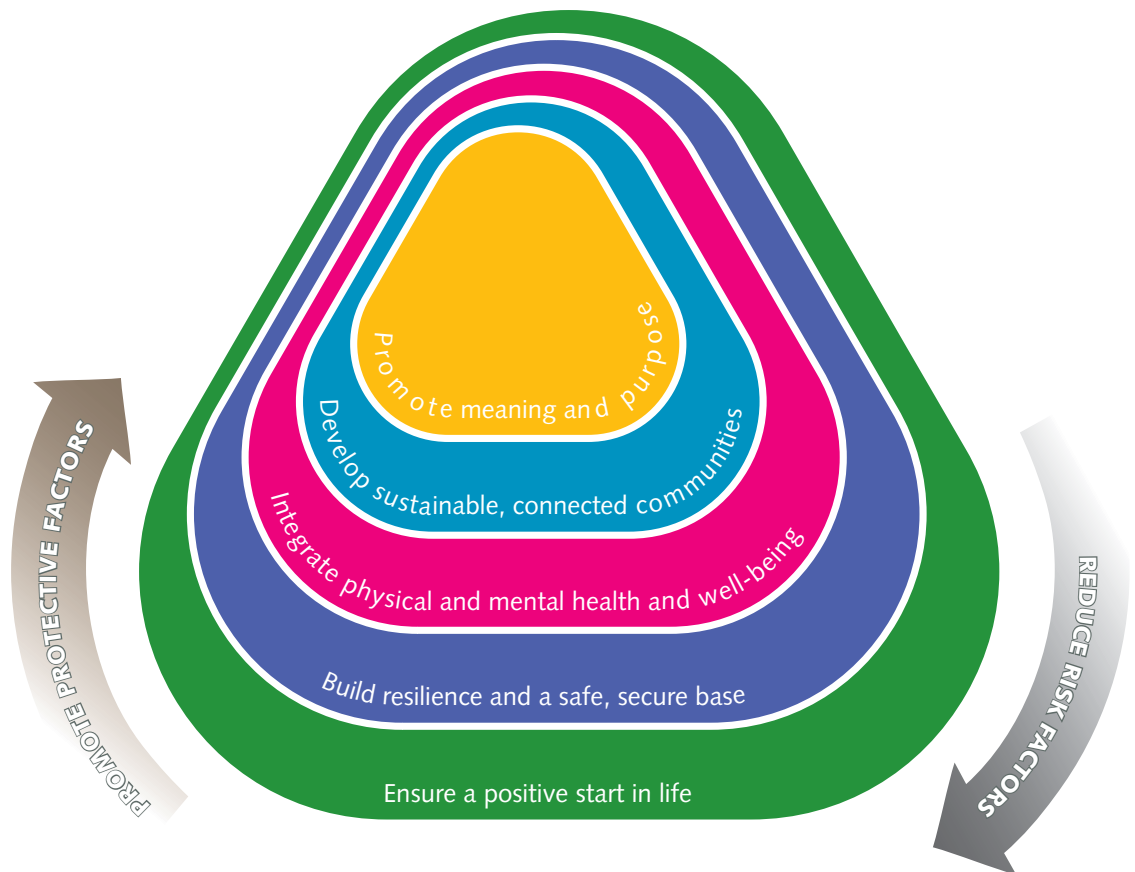 Promote meaning and purpose
Develop sustainable, connected communities
Integrate physical and mental health and well-being
Build resilience and a safe, secure base
Ensure a positive start in life
PROMOTE PROTECTIVE FACTORS
REDUCE RISK FACTORS